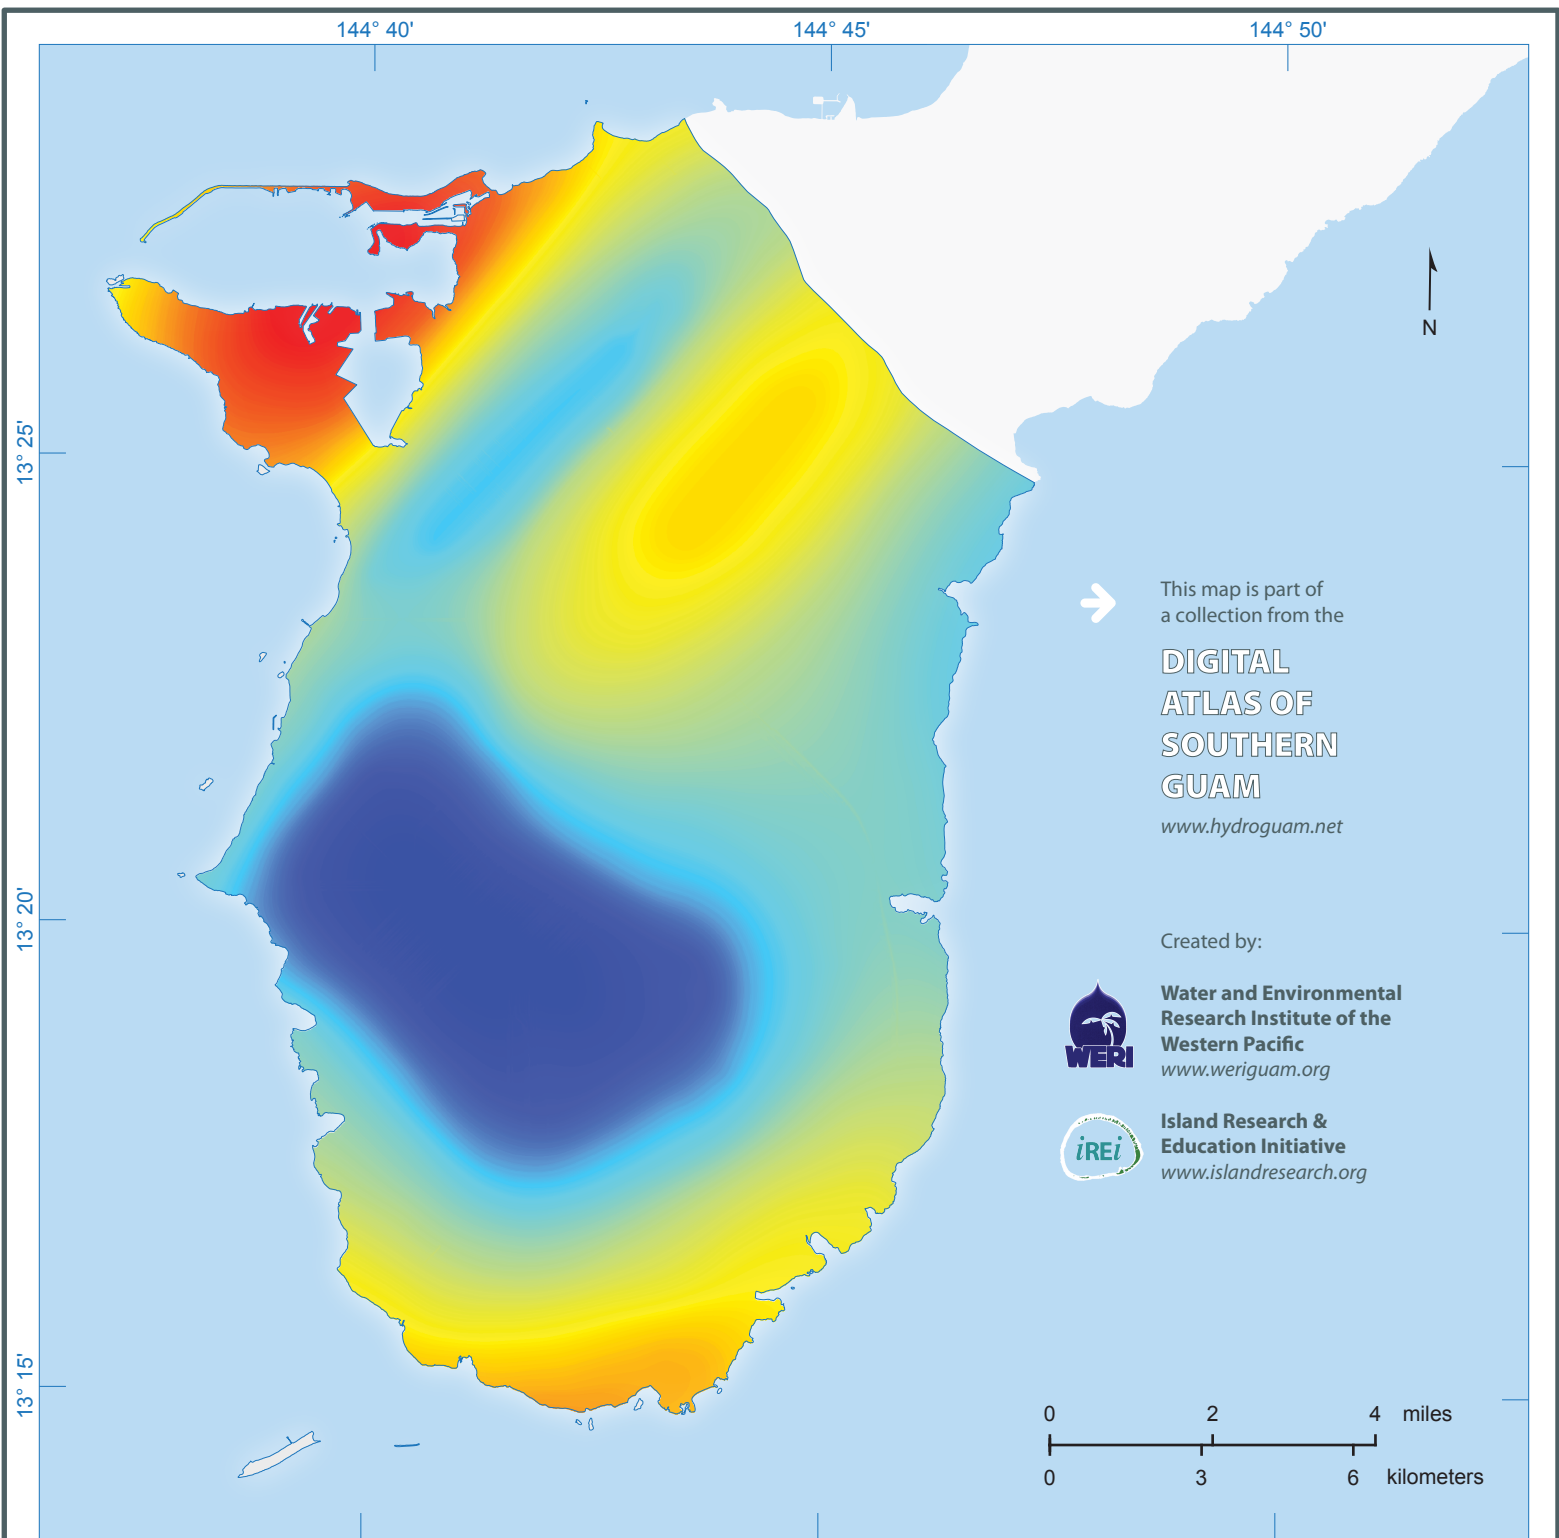 144° 40'
144° 45'
144° 50'
N
13° 25'
This map is part of
a collection from the
DIGITAL
ATLAS OF
SOUTHERN
GUAM
www.hydroguam.net
13° 20'
Created by:
Water and Environmental
Research Institute of the
Western Pacific
www.weriguam.org
WERI
Island Research &
Education Initiative
www.islandresearch.org
iREi
13° 15'
0 2 4 miles
0 3 6 kilometers